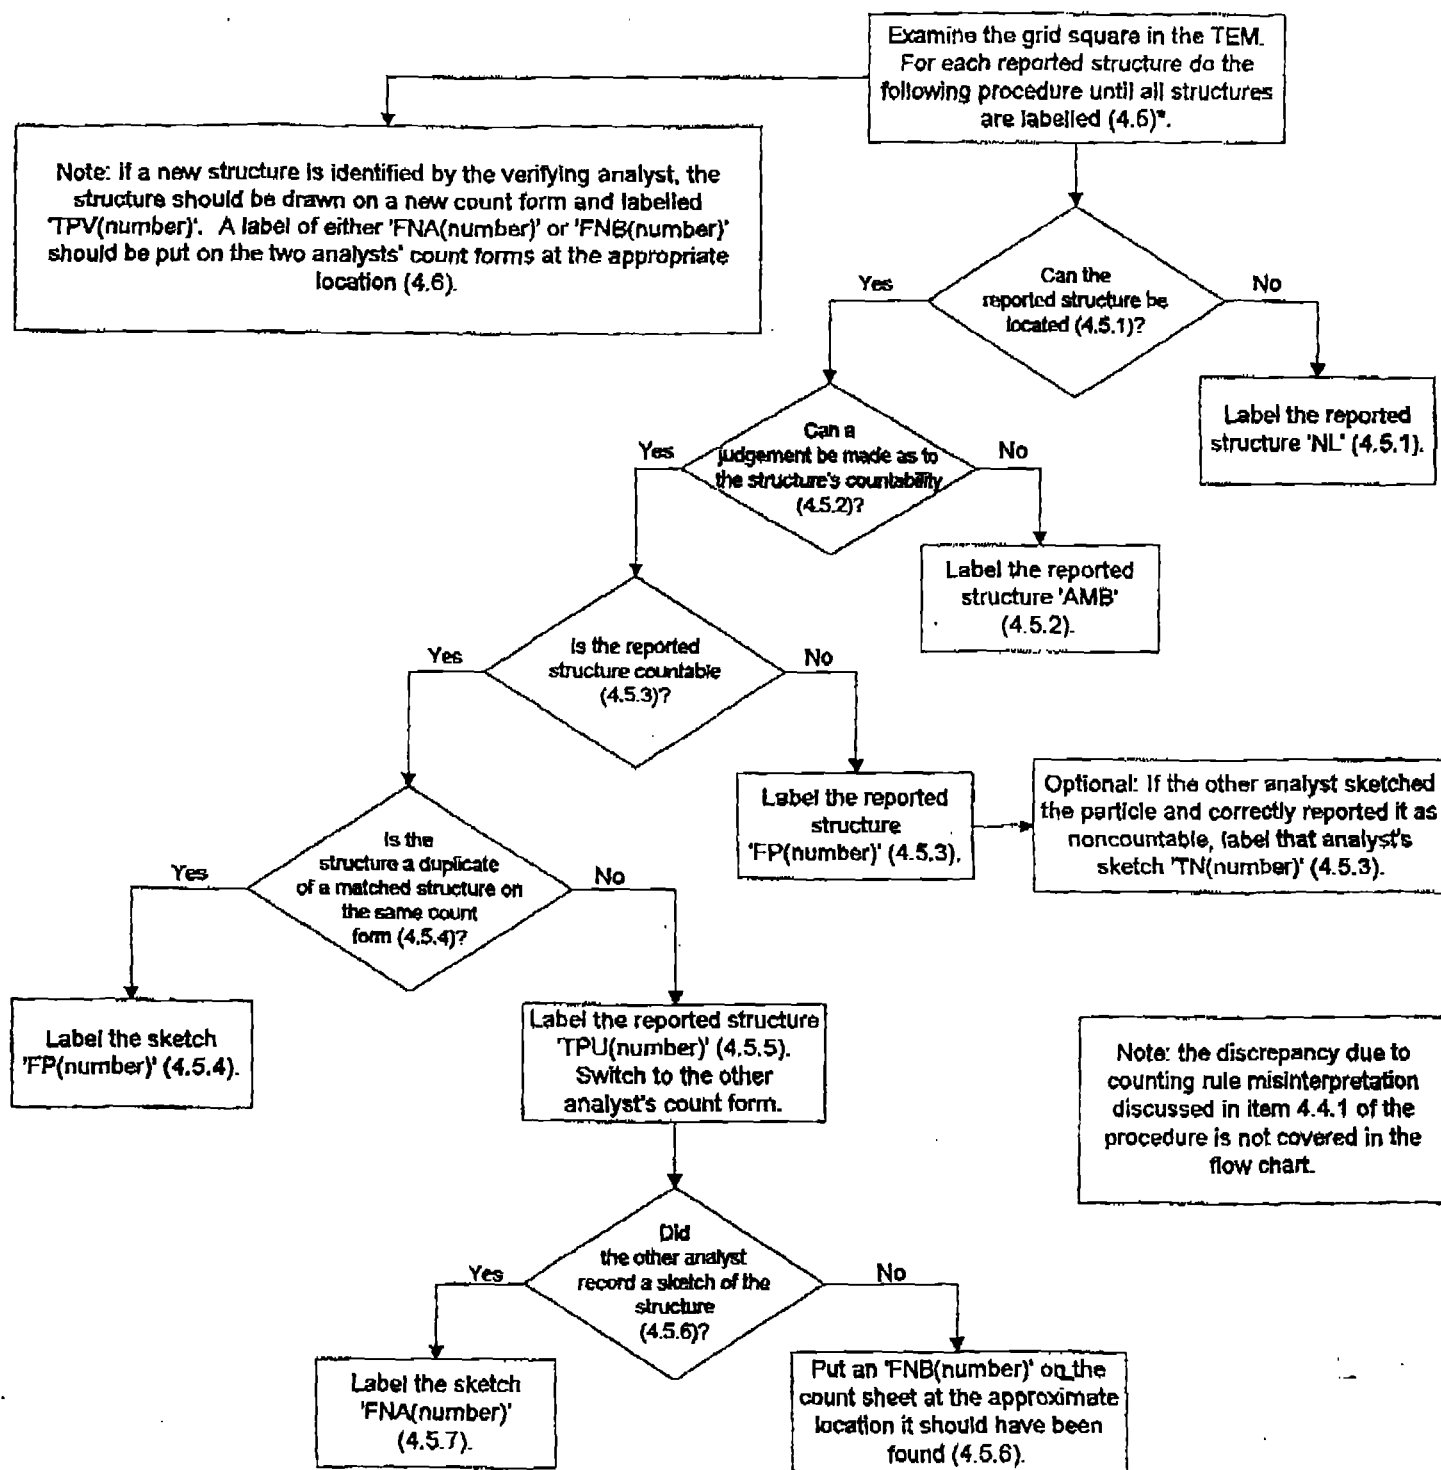 Examine the grid square in the TEM.
For each reported structure do the
following procedure until all structures
are labelled (4.6)*.
Note: if a new structure is identified by the verifying analyst, the
structure should be drawn on a new count form and labelled
'TPV(number)'. A label of either 'FNA(number)' or 'FNB(number)'
should be put on the two analysts' count forms at the appropriate
location (4.6).
Can the
reported structure be
located (4.5.1)?
Yes
No
Label the reported
structure 'NL' (4.5.1).
Can a
judgement be made as to
the structure's countability
(4.5.2)?
Yes
No
Label the reported
structure 'AMB'
(4.5.2).
Is the reported
structure countable
(4.5.3)?
Yes
No
Label the reported
structure
'FP(number)' (4.5.3).
Optional: If the other analyst sketched
the particle and correctly reported it as
noncountable, label that analyst's
sketch 'TN(number)' (4.5.3).
Is the
structure a duplicate
of a matched structure on
the same count
form (4.5.4)?
Yes
No
Label the sketch
'FP(number)' (4.5.4).
Label the reported structure
'TPU(number)' (4.5.5).
Switch to the other
analyst's count form.
Note: the discrepancy due to
counting rule misinterpretation
discussed in item 4.4.1 of the
procedure is not covered in the
flow chart.
Did
the other analyst
record a sketch of the
structure
(4.5.6)?
Yes
No
Label the sketch
'FNA(number)'
(4.5.7).
Put an 'FNB(number)' on the
count sheet at the approximate
location it should have been
found (4.5.6).